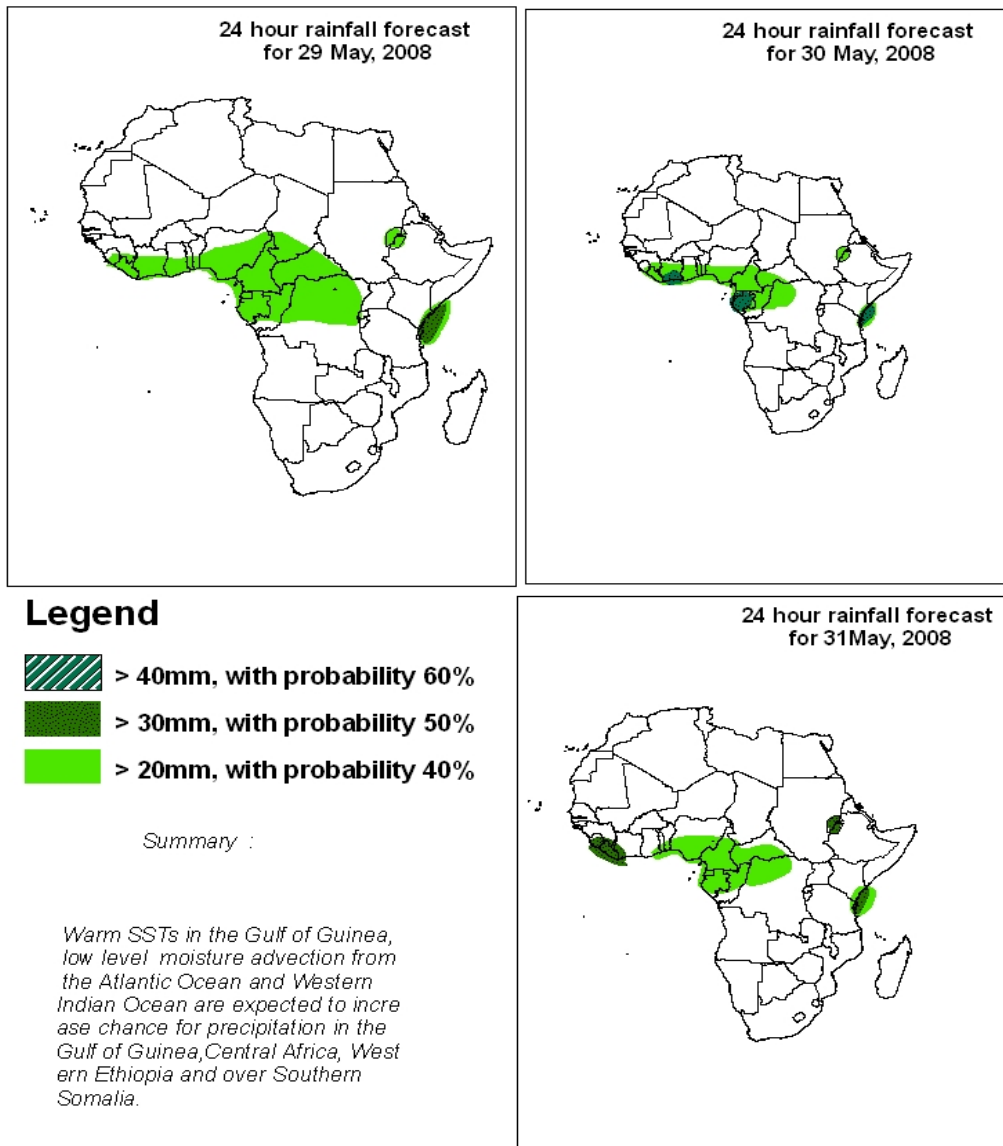 24 hour rainfall forecast
for 29 May, 2008
24 hour rainfall forecast
for 30 May, 2008
Legend
> 40mm, with probability 60%
> 30mm, with probability 50%
> 20mm, with probability 40%
Summary :
Warm SSTs in the Gulf of Guinea,
low level moisture advection from
the Atlantic Ocean and Western
Indian Ocean are expected to incre
ase chance for precipitation in the
Gulf of Guinea,Central Africa, West
ern Ethiopia and over Southern
Somalia.
24 hour rainfall forecast
for 31May, 2008